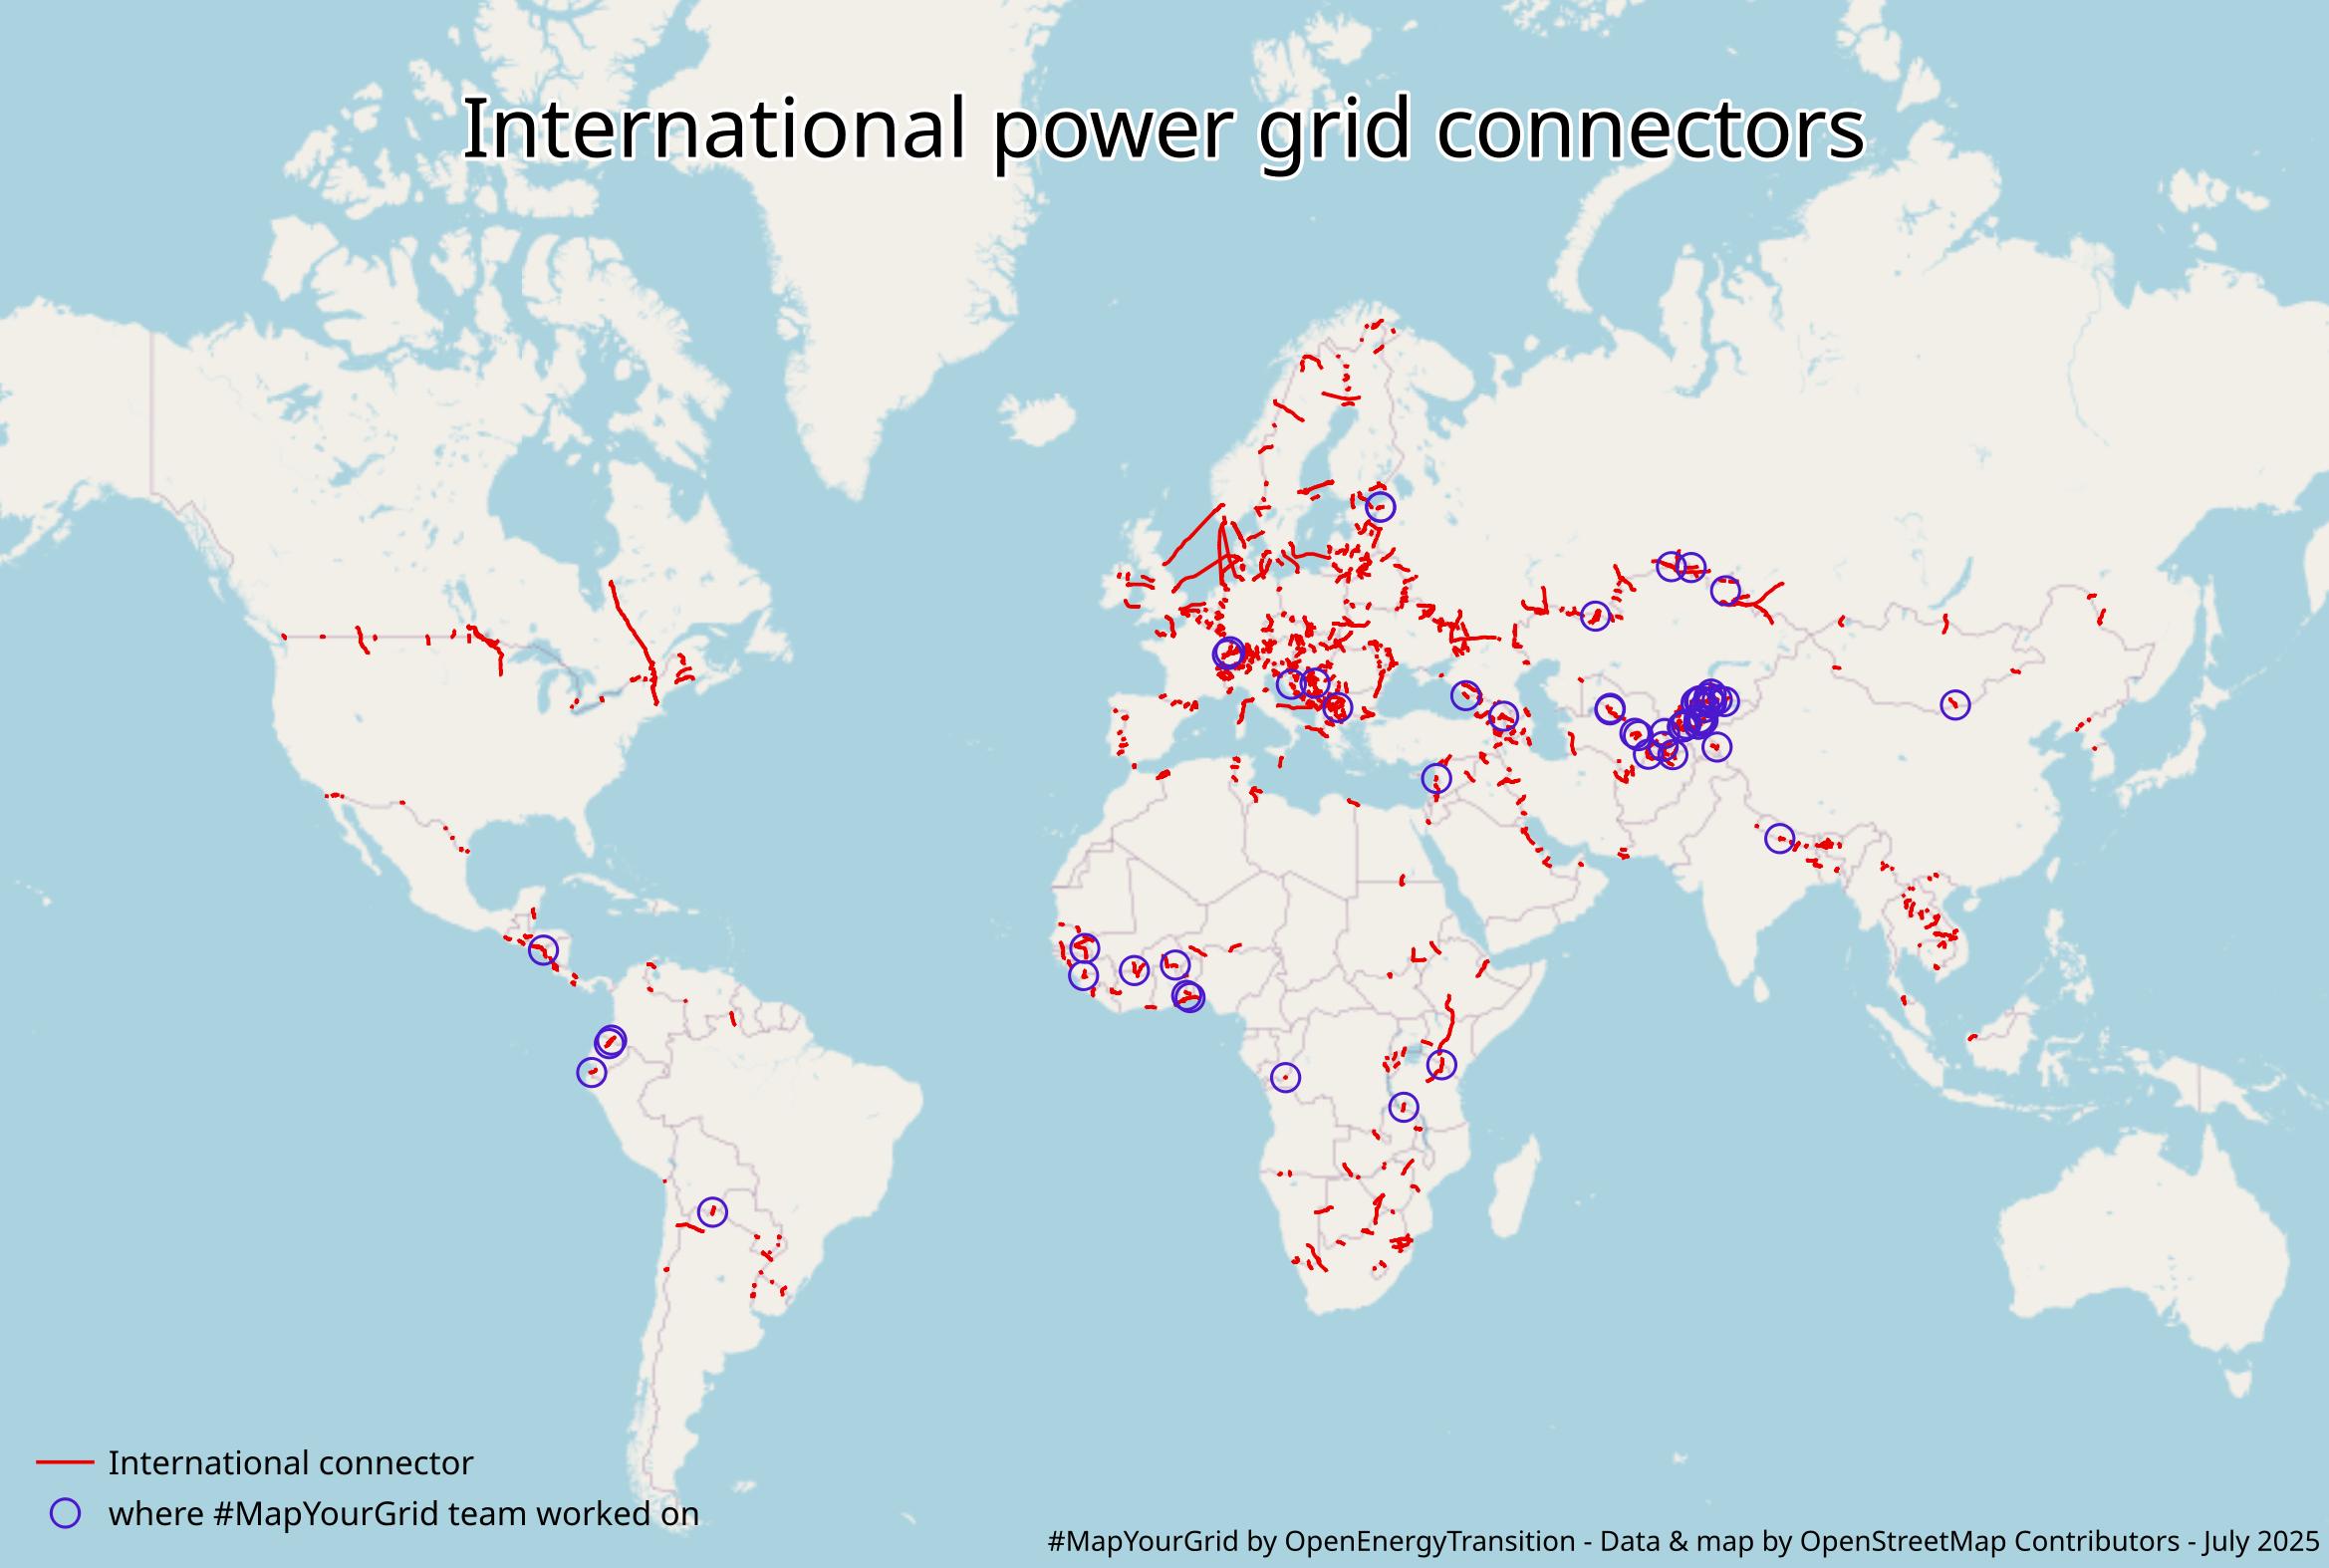 International power grid connectors
International connector
where #MapYourGrid team worked on
#MapYourGrid by OpenEnergyTransition - Data & map by OpenStreetMap Contributors - July 2025